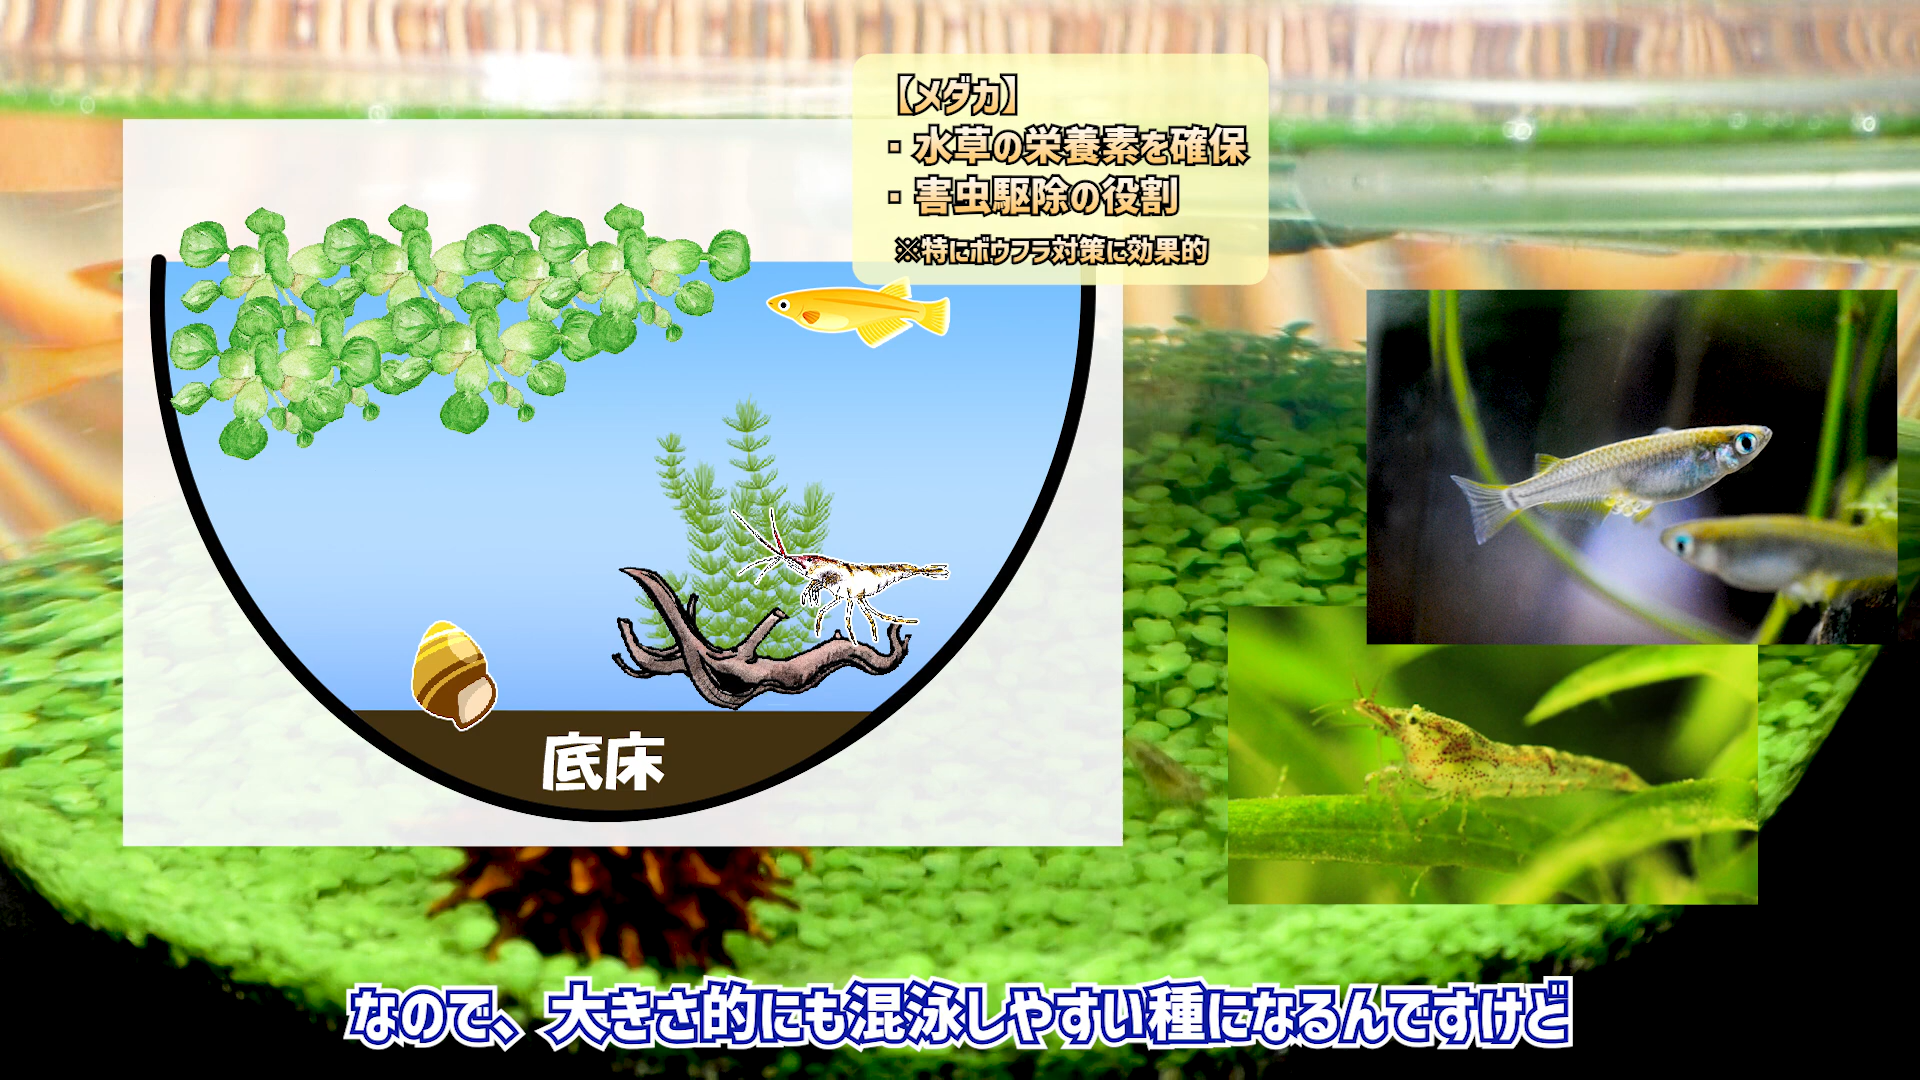 【メダカ】
・水草の栄養素を確保
・害虫駆除の役割
※特にボウフラ対策に効果的
底床
なので、大きさ的にも混泳しやすい種になるんですけど